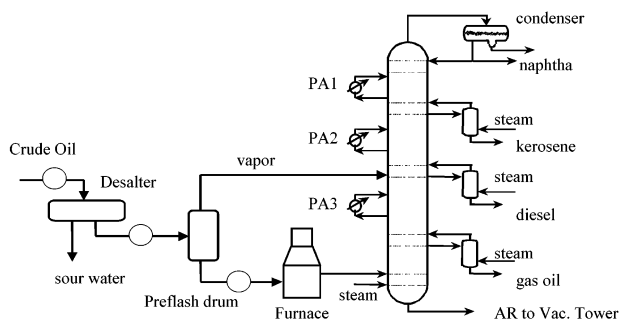 condenser
naphtha
PA1
steam
kerosene
PA2
Crude Oil
vapor
Desalter
steam
diesel
PA3
sour water
steam
gas oil
Preflash drum
steam
Furnace
AR to Vac. Tower